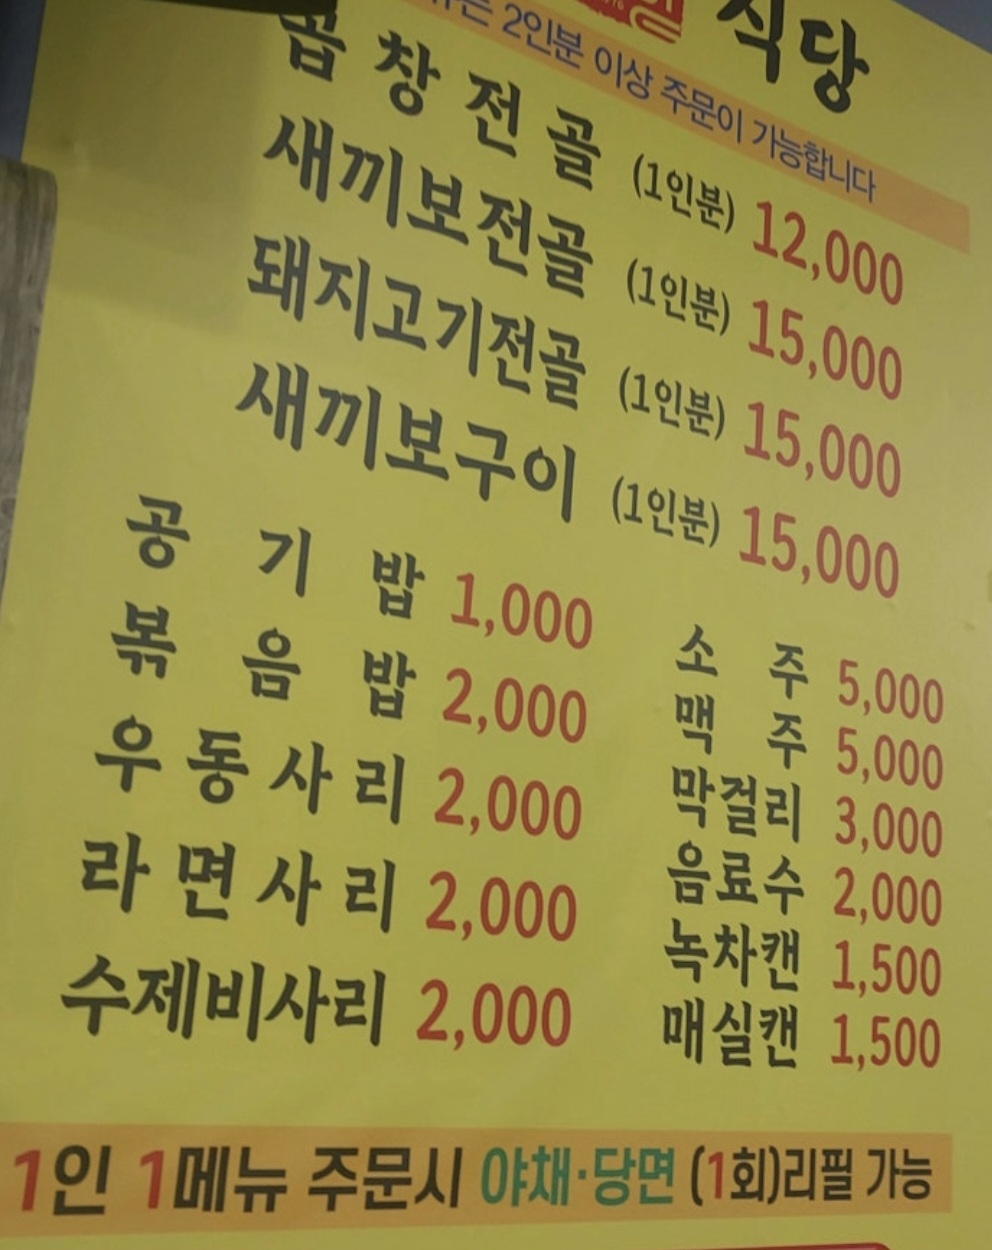 식당
2인분 이상 주문이 가능합니다
곱창전골 (1인분) 12,000
새끼보전골 (1인분) 15,000
돼지고기전골 (1인분) 15,000
새끼보구이 (1인분) 15,000
공기밥 1,000
볶음밥 2,000
우동사리 2,000
라면사리 2,000
수제비사리 2,000
소주 5,000
맥주 5,000
막걸리 3,000
음료수 2,000
녹차캔 1,500
매실캔 1,500
1인 1메뉴 주문시 야채·당면 (1회)리필 가능